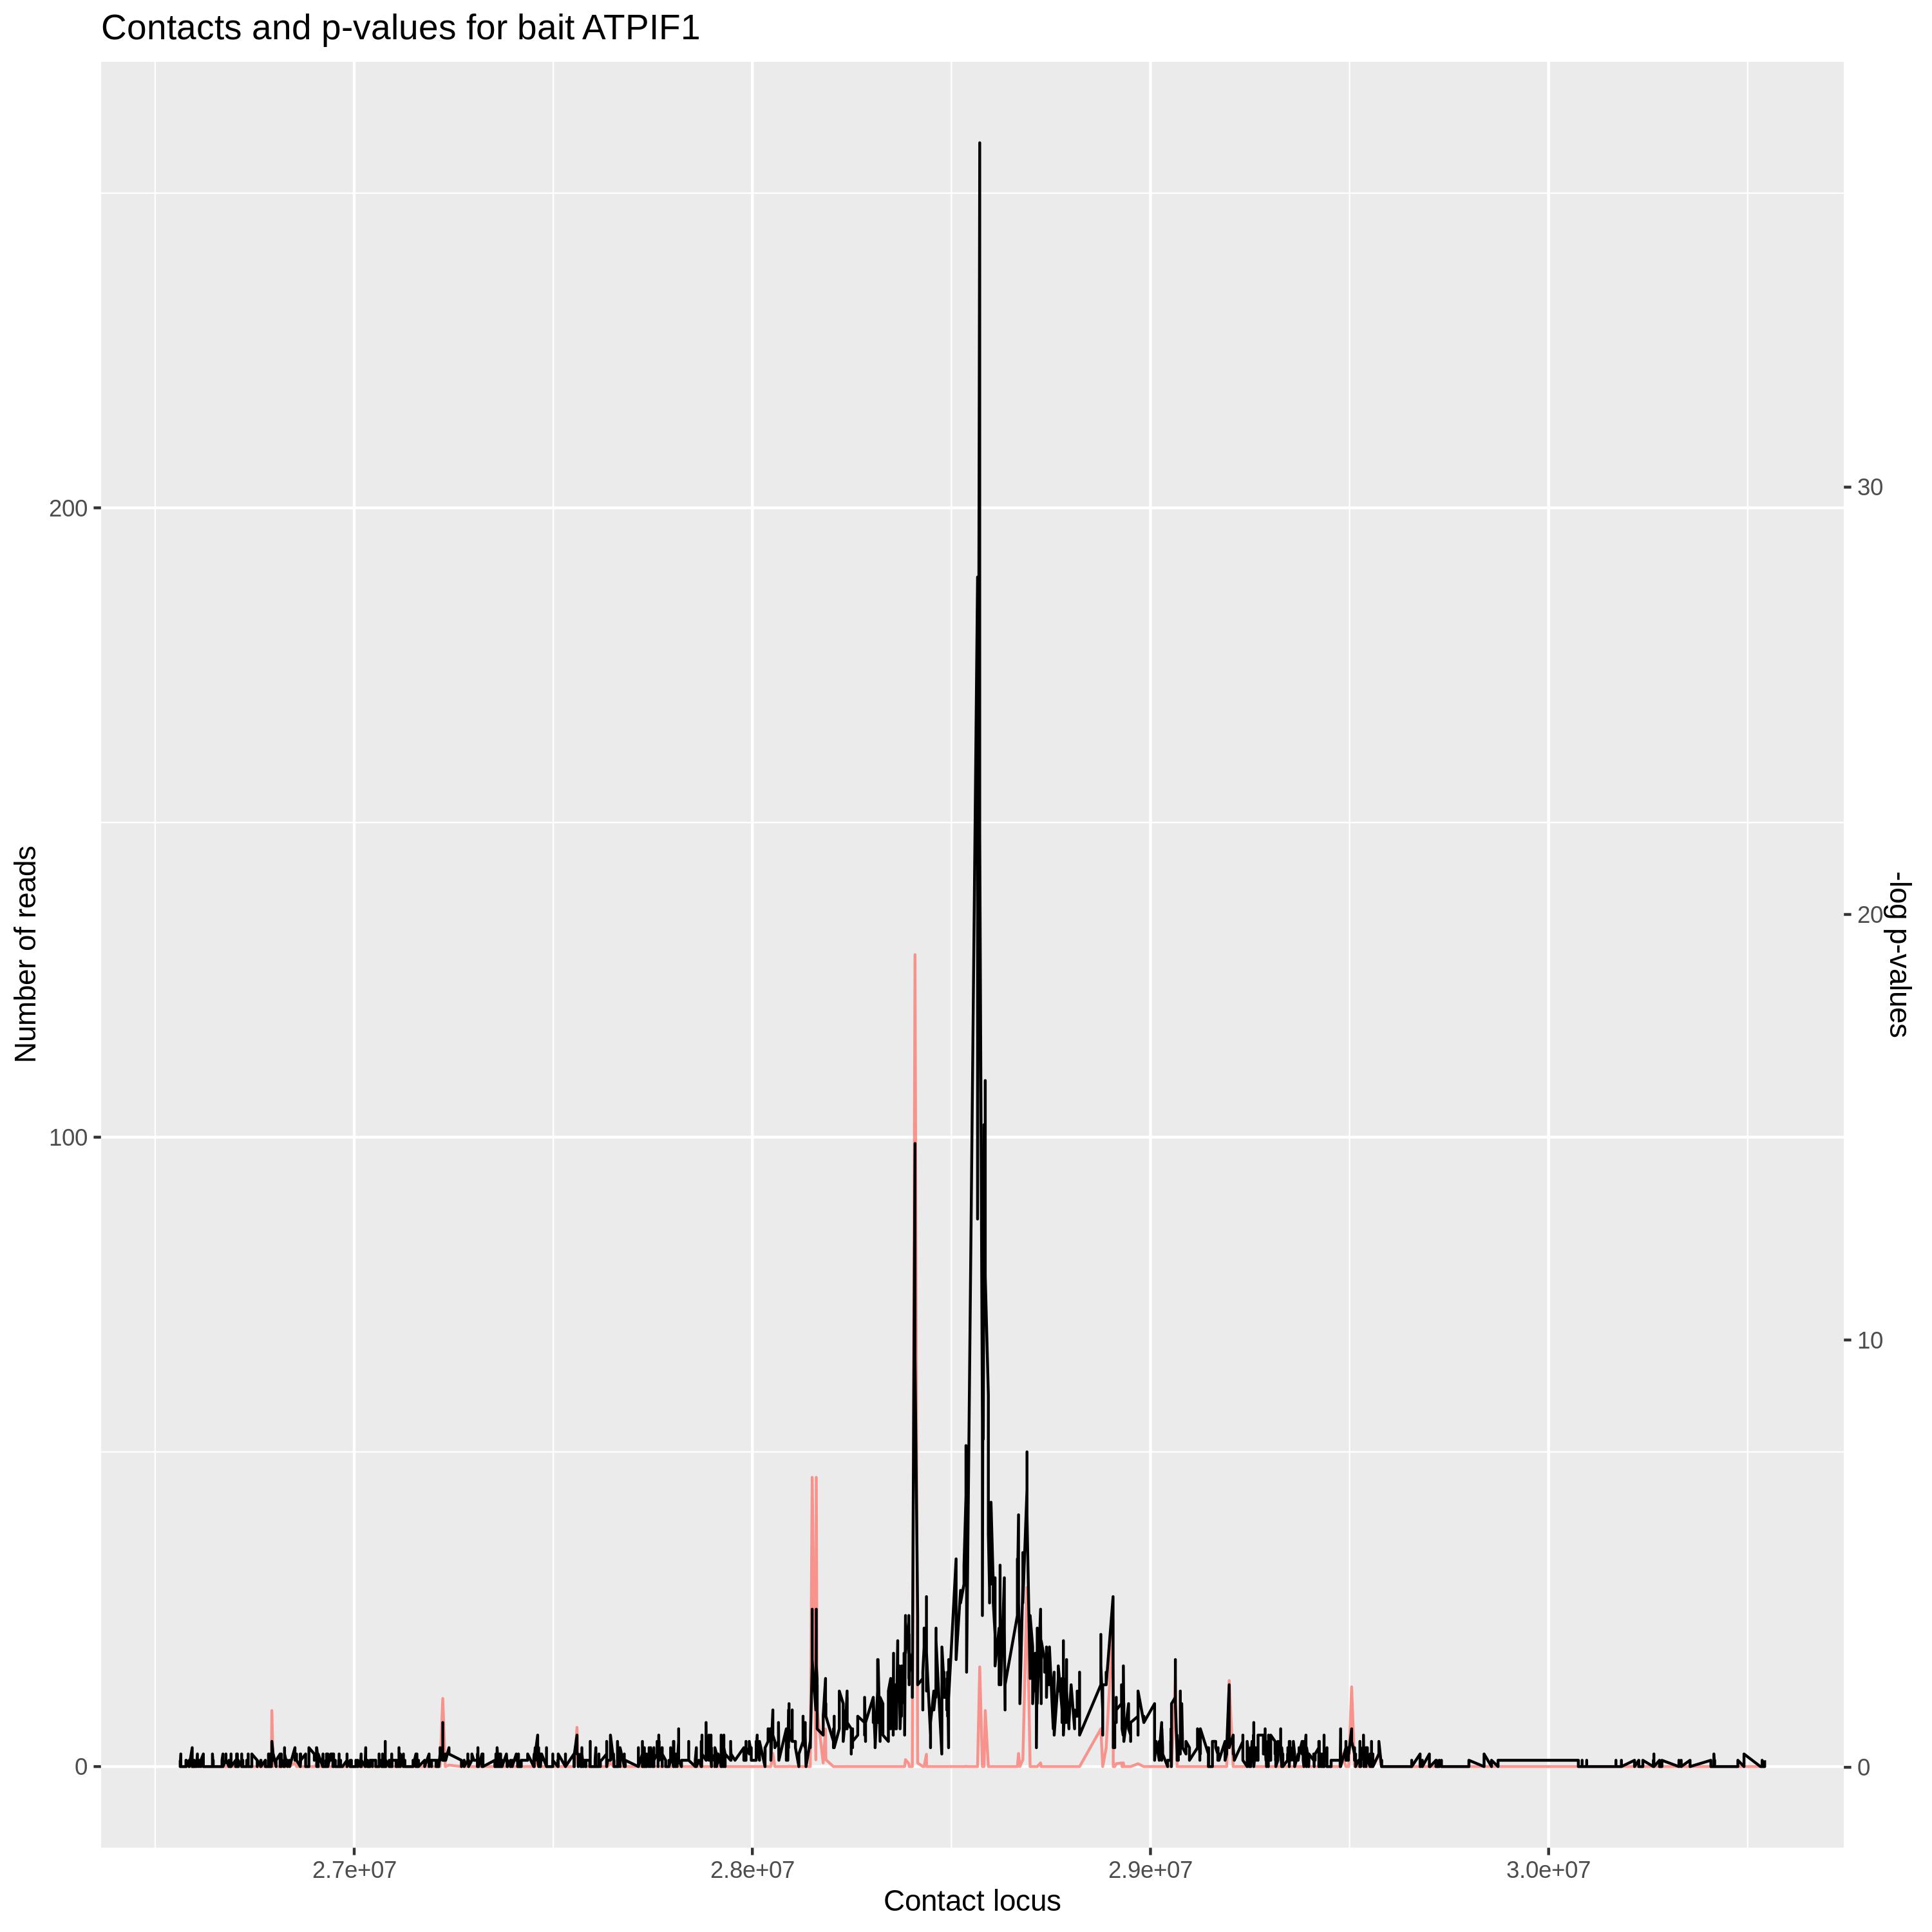 Contacts and p-values for bait ATPIF1
Number of reads
200
100
0
30
20
10
0
-log p-values
2.7e+07
2.8e+07
2.9e+07
3.0e+07
Contact locus